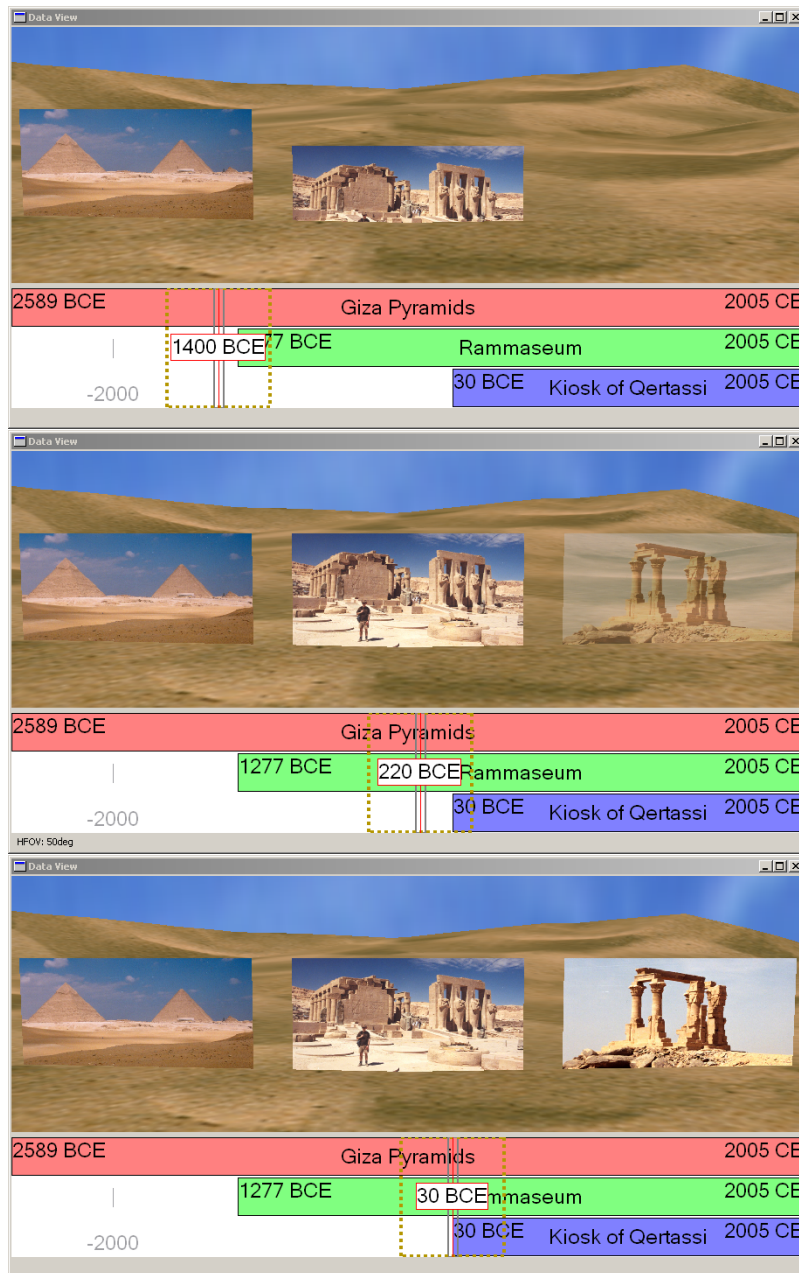 Data View
2589 BCE Giza Pyramids 2005 CE
1400 BCE 77 BCE Rammaseum
-2000 30 BCE Kiosk of Qertassi 2005 CE
Data View
2589 BCE Giza Pyramids 2005 CE
1277 BCE 220 BCE Rammaseum 2005 CE
-2000 30 BCE Kiosk of Qertassi 2005 CE
HFOV: 50deg
Data View
2589 BCE Giza Pyramids 2005 CE
1277 BCE 30 BCE mmaseum 2005 CE
-2000 30 BCE Kiosk of Qertassi 2005 CE